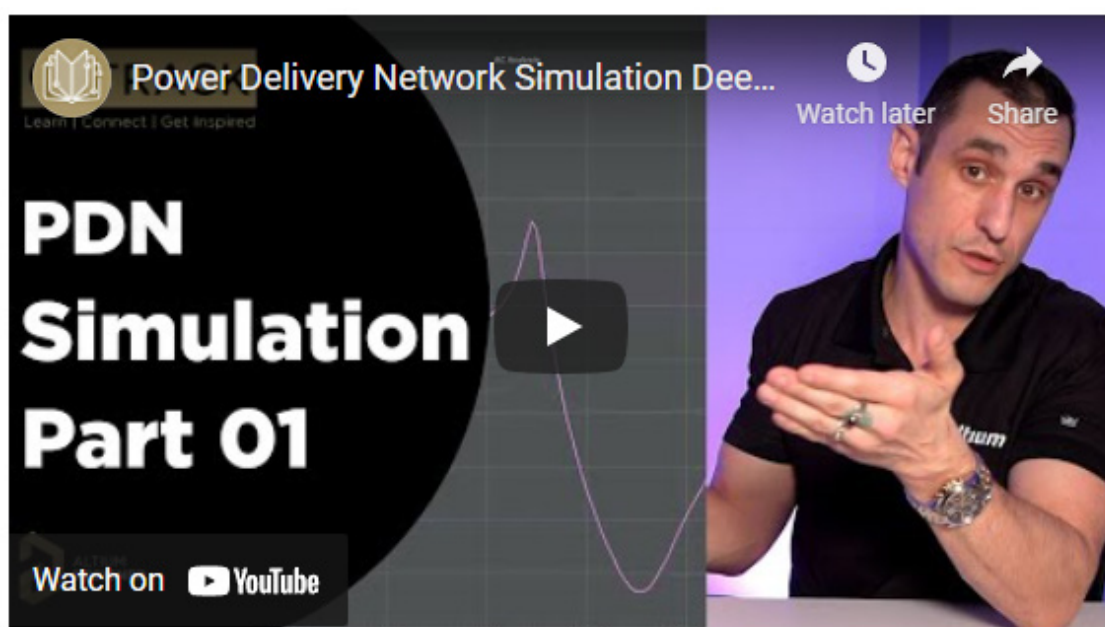 Power Delivery Network Simulation Dee...
Watch later
Share
Learn | Connect | Get Inspired
PDN
Simulation
Part 01
Watch on YouTube